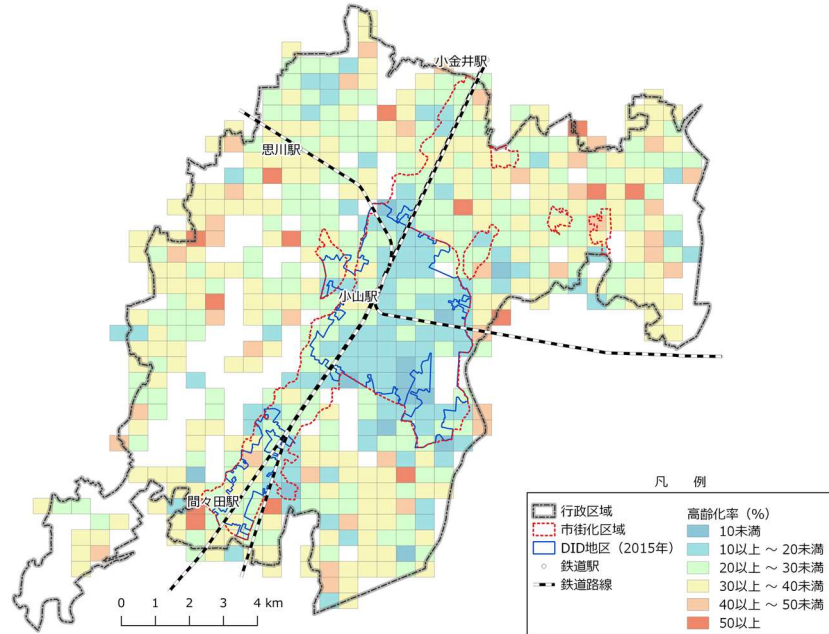 小金井駅
思川駅
小山駅
間々田駅
0 1 2 3 4 km
凡 例
行政区域
市街化区域
DID地区（2015年）
鉄道駅
鉄道路線
高齢化率（%）
10未満
10以上 ～ 20未満
20以上 ～ 30未満
30以上 ～ 40未満
40以上 ～ 50未満
50以上